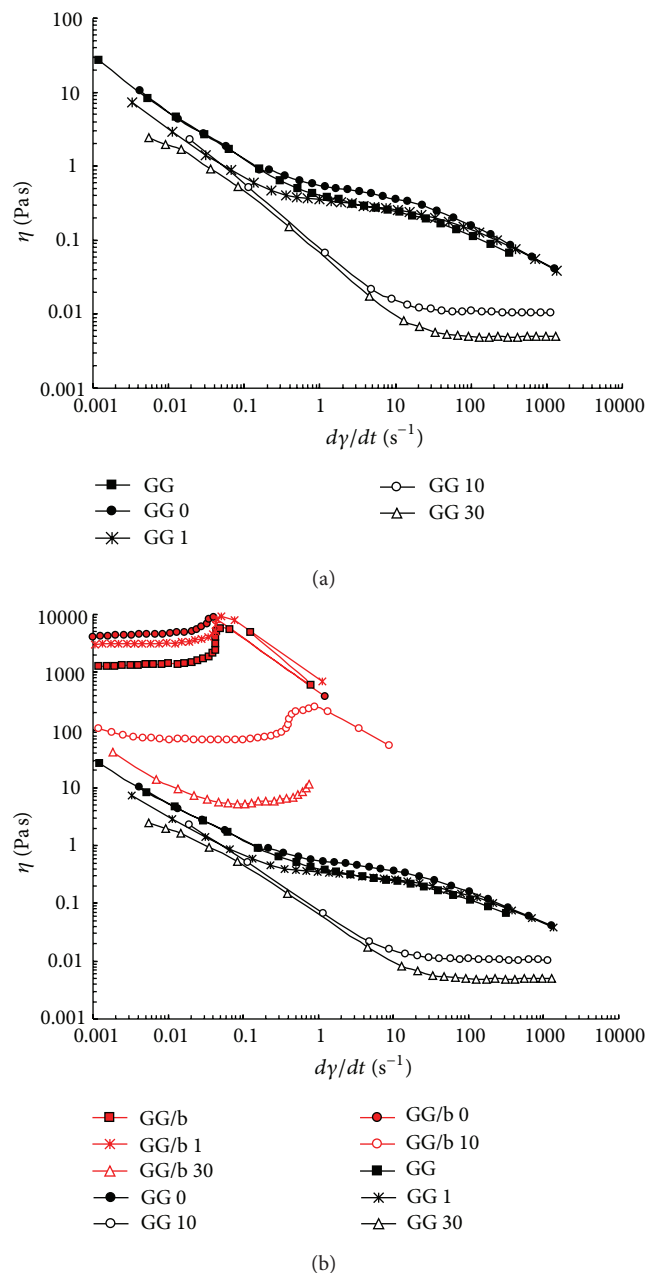 100
10
1
0.1
0.01
0.001
η (Pas)
0.001 0.01 0.1 1 10 100 1000 10000
dγ/dt (s⁻¹)
GG GG 10
GG 0 GG 30
GG 1
(a)
10000
1000
100
10
1
0.1
0.01
0.001
η (Pas)
0.001 0.01 0.1 1 10 100 1000 10000
dγ/dt (s⁻¹)
GG/b GG/b 0
GG/b 1 GG/b 10
GG/b 30 GG
GG 0 GG 1
GG 10 GG 30
(b)